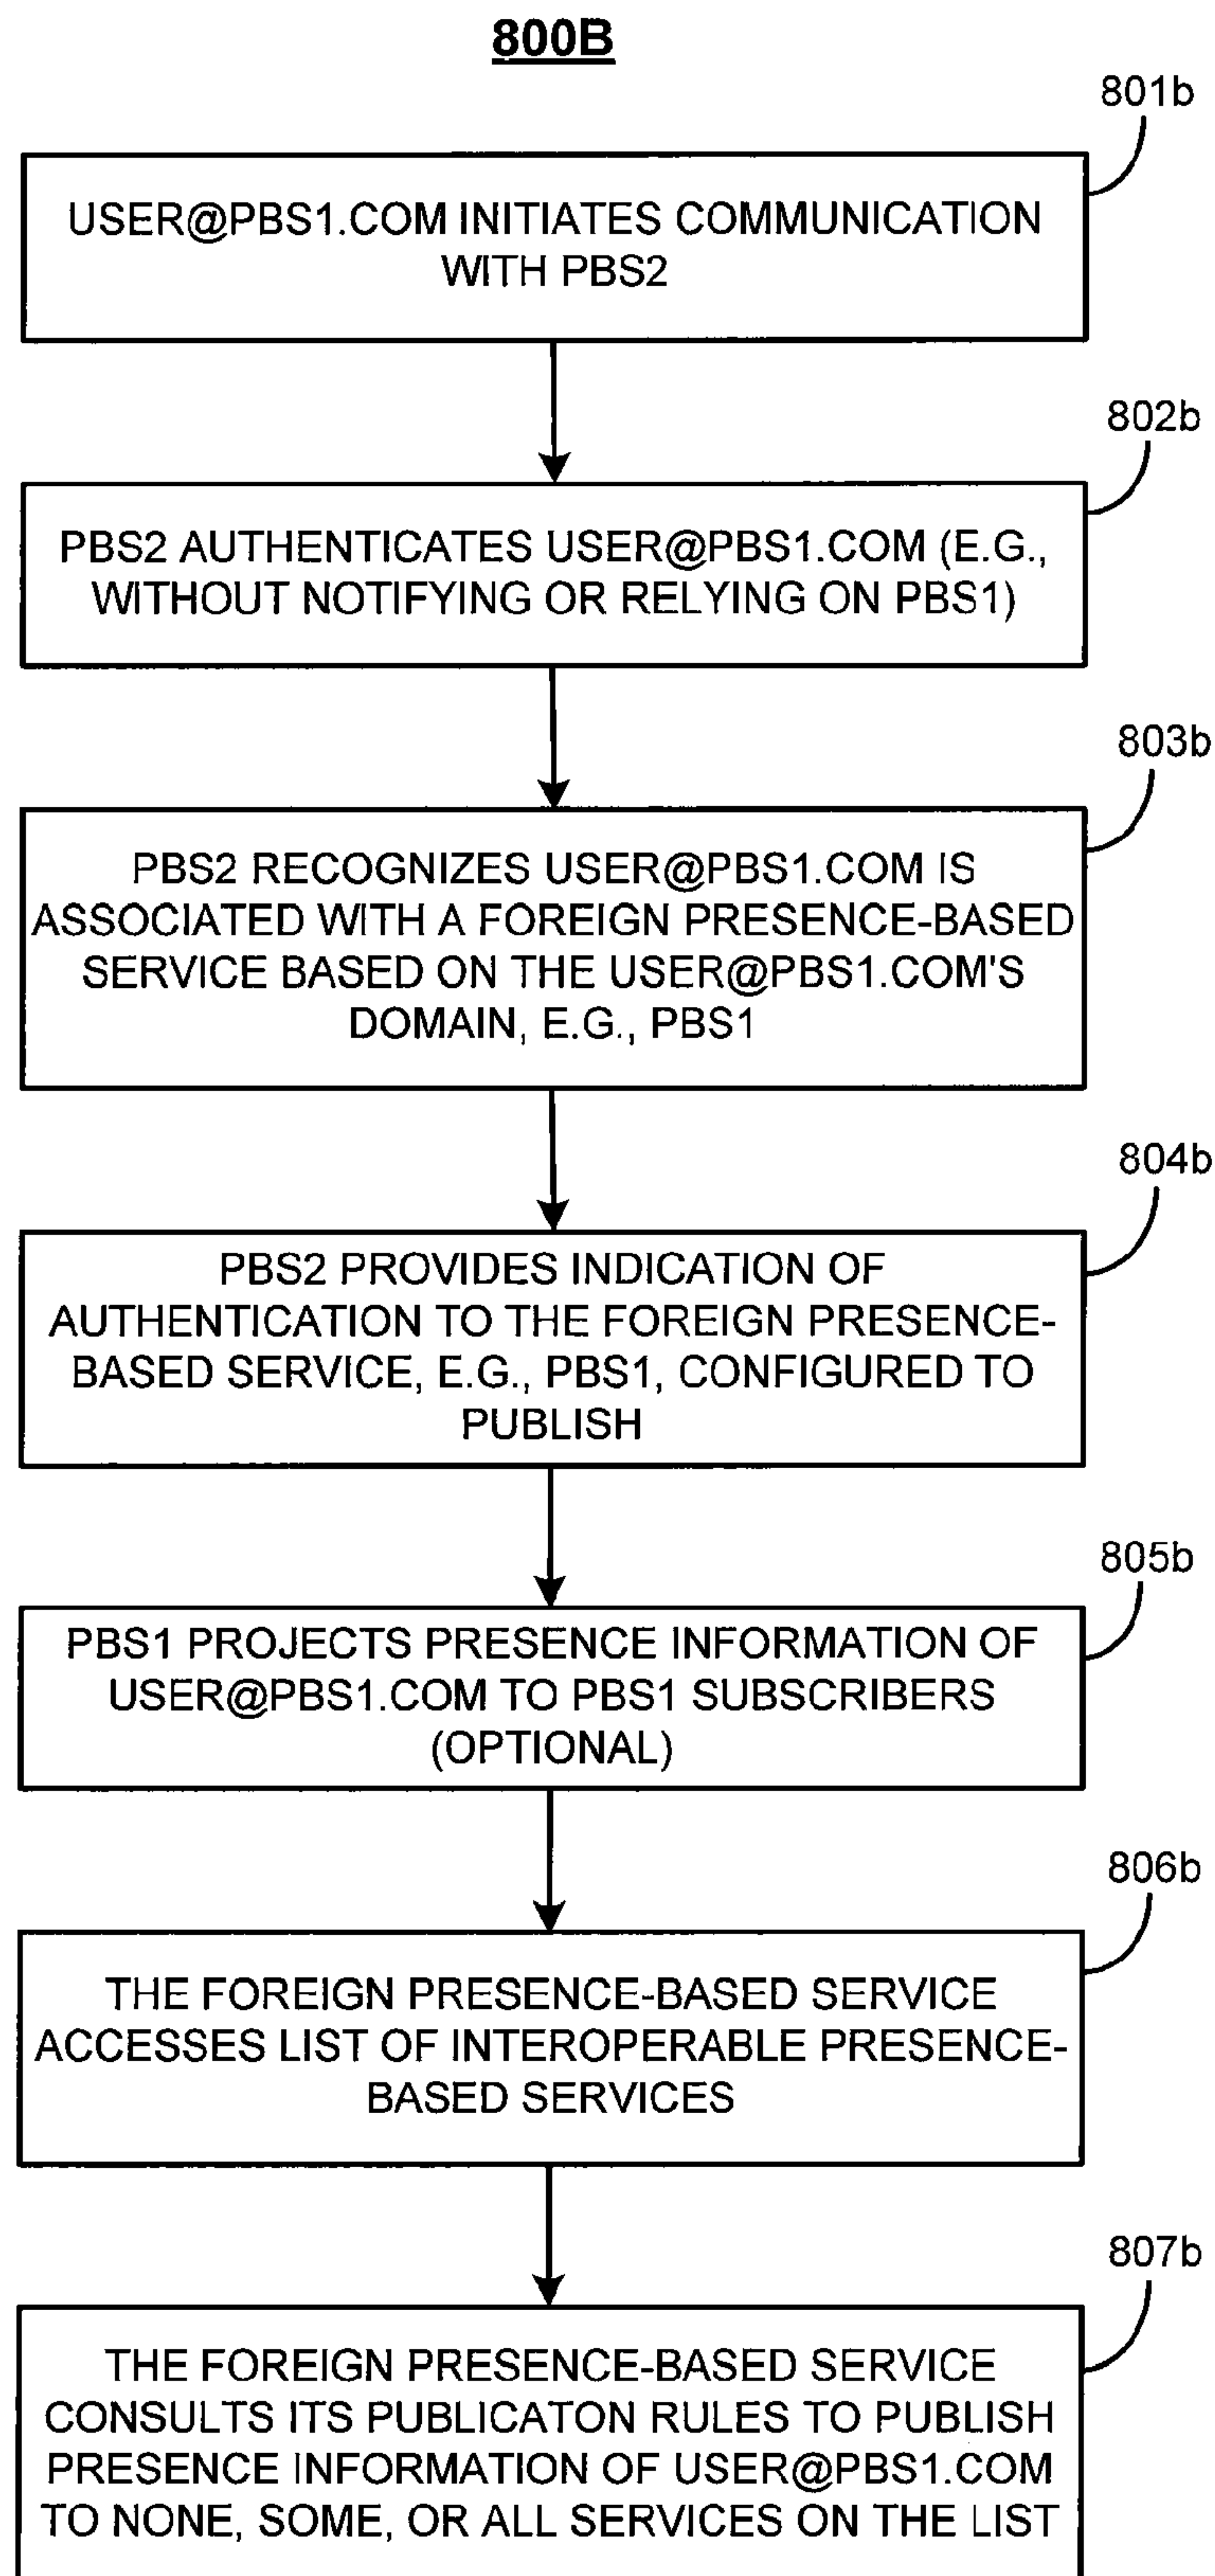 800B
801b
USER@PBS1.COM INITIATES COMMUNICATION
WITH PBS2
802b
PBS2 AUTHENTICATES USER@PBS1.COM (E.G.,
WITHOUT NOTIFYING OR RELYING ON PBS1)
803b
PBS2 RECOGNIZES USER@PBS1.COM IS
ASSOCIATED WITH A FOREIGN PRESENCE-BASED
SERVICE BASED ON THE USER@PBS1.COM'S
DOMAIN, E.G., PBS1
804b
PBS2 PROVIDES INDICATION OF
AUTHENTICATION TO THE FOREIGN PRESENCE-
BASED SERVICE, E.G., PBS1, CONFIGURED TO
PUBLISH
805b
PBS1 PROJECTS PRESENCE INFORMATION OF
USER@PBS1.COM TO PBS1 SUBSCRIBERS
(OPTIONAL)
806b
THE FOREIGN PRESENCE-BASED SERVICE
ACCESSES LIST OF INTEROPERABLE PRESENCE-
BASED SERVICES
807b
THE FOREIGN PRESENCE-BASED SERVICE
CONSULTS ITS PUBLICATON RULES TO PUBLISH
PRESENCE INFORMATION OF USER@PBS1.COM
TO NONE, SOME, OR ALL SERVICES ON THE LIST